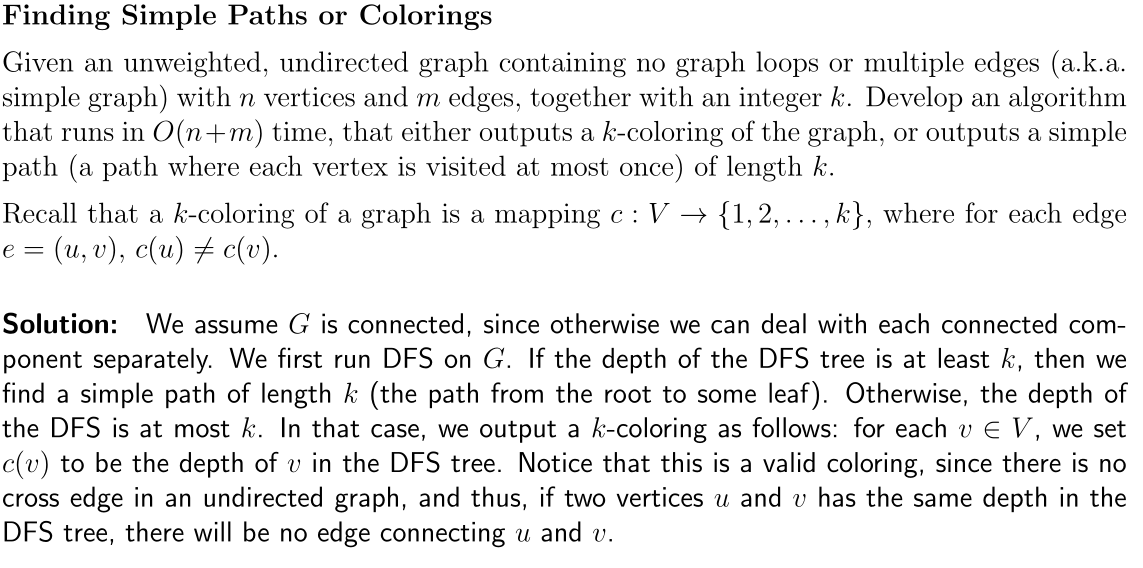 Finding Simple Paths or Colorings
Given an unweighted, undirected graph containing no graph loops or multiple edges (a.k.a.
simple graph) with n vertices and m edges, together with an integer k. Develop an algorithm
that runs in O(n+m) time, that either outputs a k-coloring of the graph, or outputs a simple
path (a path where each vertex is visited at most once) of length k.
Recall that a k-coloring of a graph is a mapping c : V → {1, 2, . . . , k}, where for each edge
e = (u, v), c(u) ≠ c(v).
Solution: We assume G is connected, since otherwise we can deal with each connected com-
ponent separately. We first run DFS on G. If the depth of the DFS tree is at least k, then we
find a simple path of length k (the path from the root to some leaf). Otherwise, the depth of
the DFS is at most k. In that case, we output a k-coloring as follows: for each v ∈ V, we set
c(v) to be the depth of v in the DFS tree. Notice that this is a valid coloring, since there is no
cross edge in an undirected graph, and thus, if two vertices u and v has the same depth in the
DFS tree, there will be no edge connecting u and v.